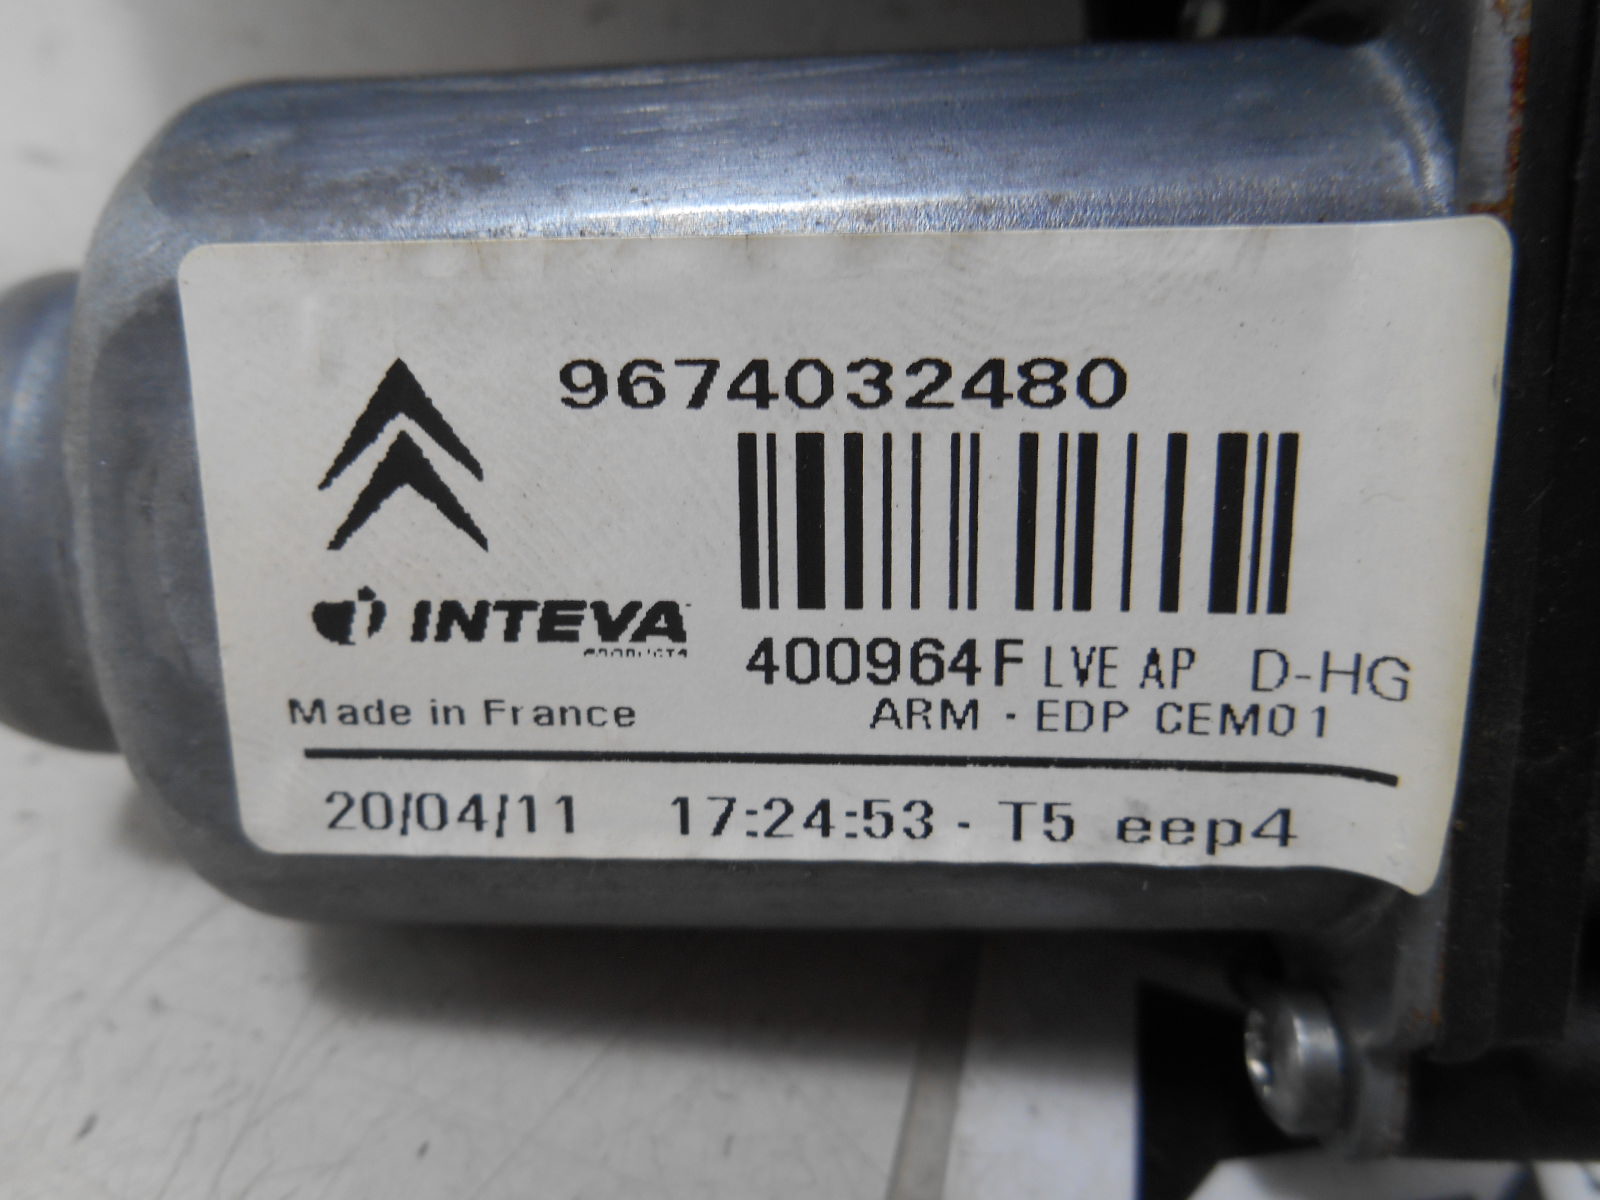 9674032480
INTEVA
PRODUCTS
400964F LVE AP D-HG
Made in France
ARM - EDP CEM01
20/04/11 17:24:53 - T5 eep4